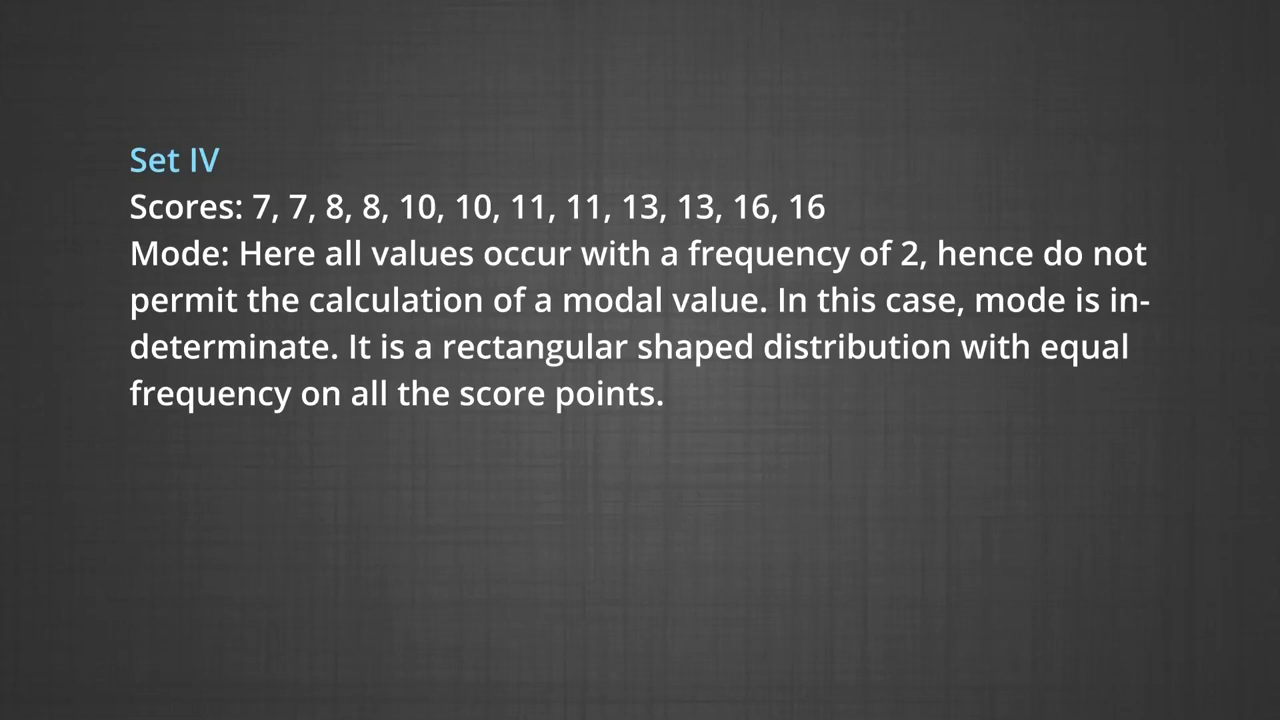 Set IV
Scores: 7, 7, 8, 8, 10, 10, 11, 11, 13, 13, 16, 16
Mode: Here all values occur with a frequency of 2, hence do not
permit the calculation of a modal value. In this case, mode is in-
determinate. It is a rectangular shaped distribution with equal
frequency on all the score points.